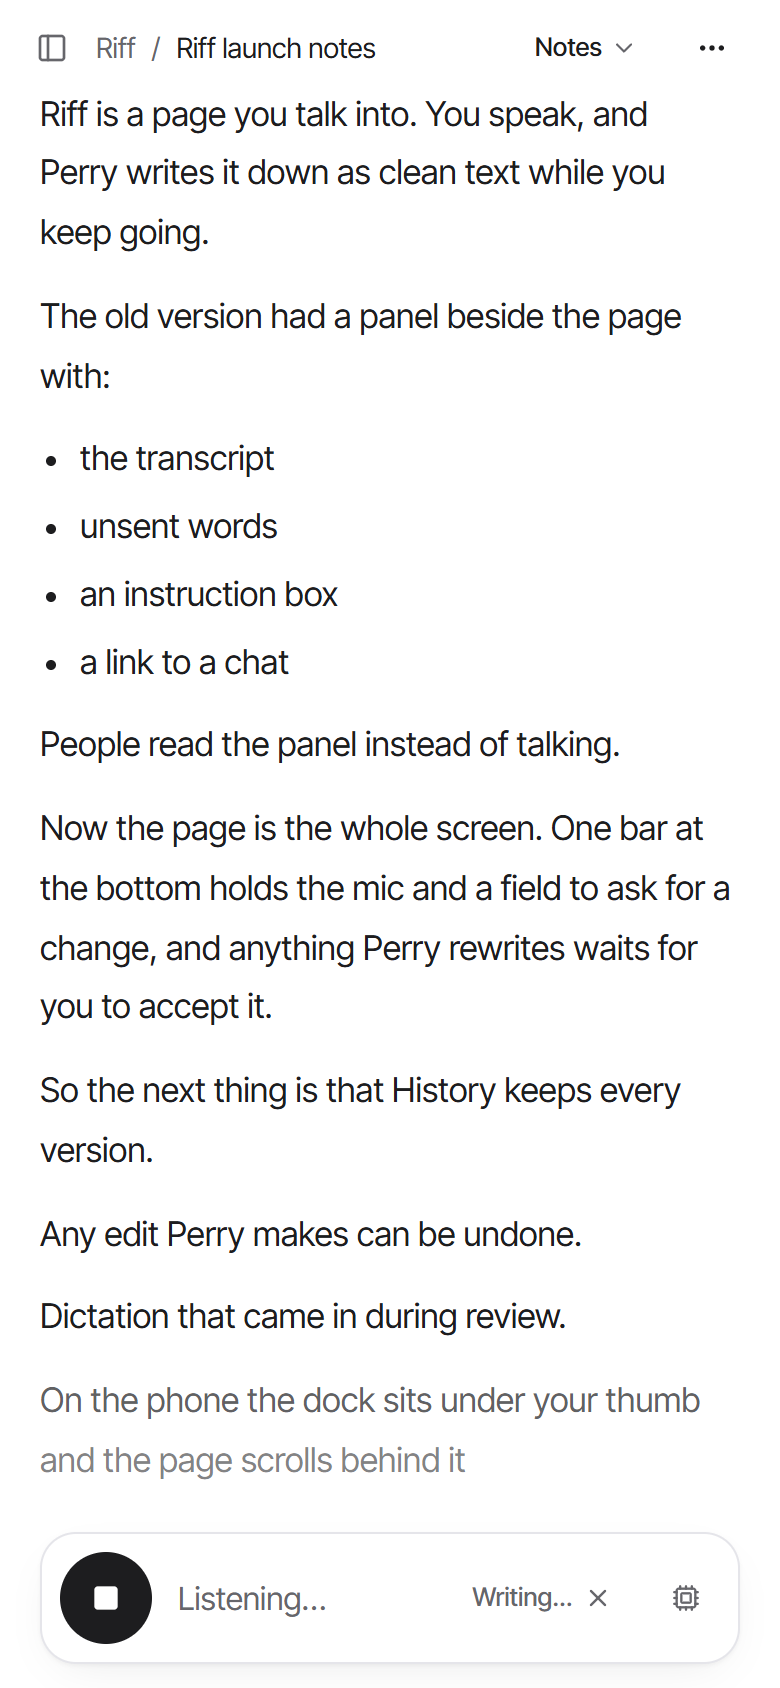 Riff / Riff launch notes Notes
Riff is a page you talk into. You speak, and
Perry writes it down as clean text while you
keep going.
The old version had a panel beside the page
with:
• the transcript
• unsent words
• an instruction box
• a link to a chat
People read the panel instead of talking.
Now the page is the whole screen. One bar at
the bottom holds the mic and a field to ask for a
change, and anything Perry rewrites waits for
you to accept it.
So the next thing is that History keeps every
version.
Any edit Perry makes can be undone.
Dictation that came in during review.
On the phone the dock sits under your thumb
and the page scrolls behind it
Listening... Writing...